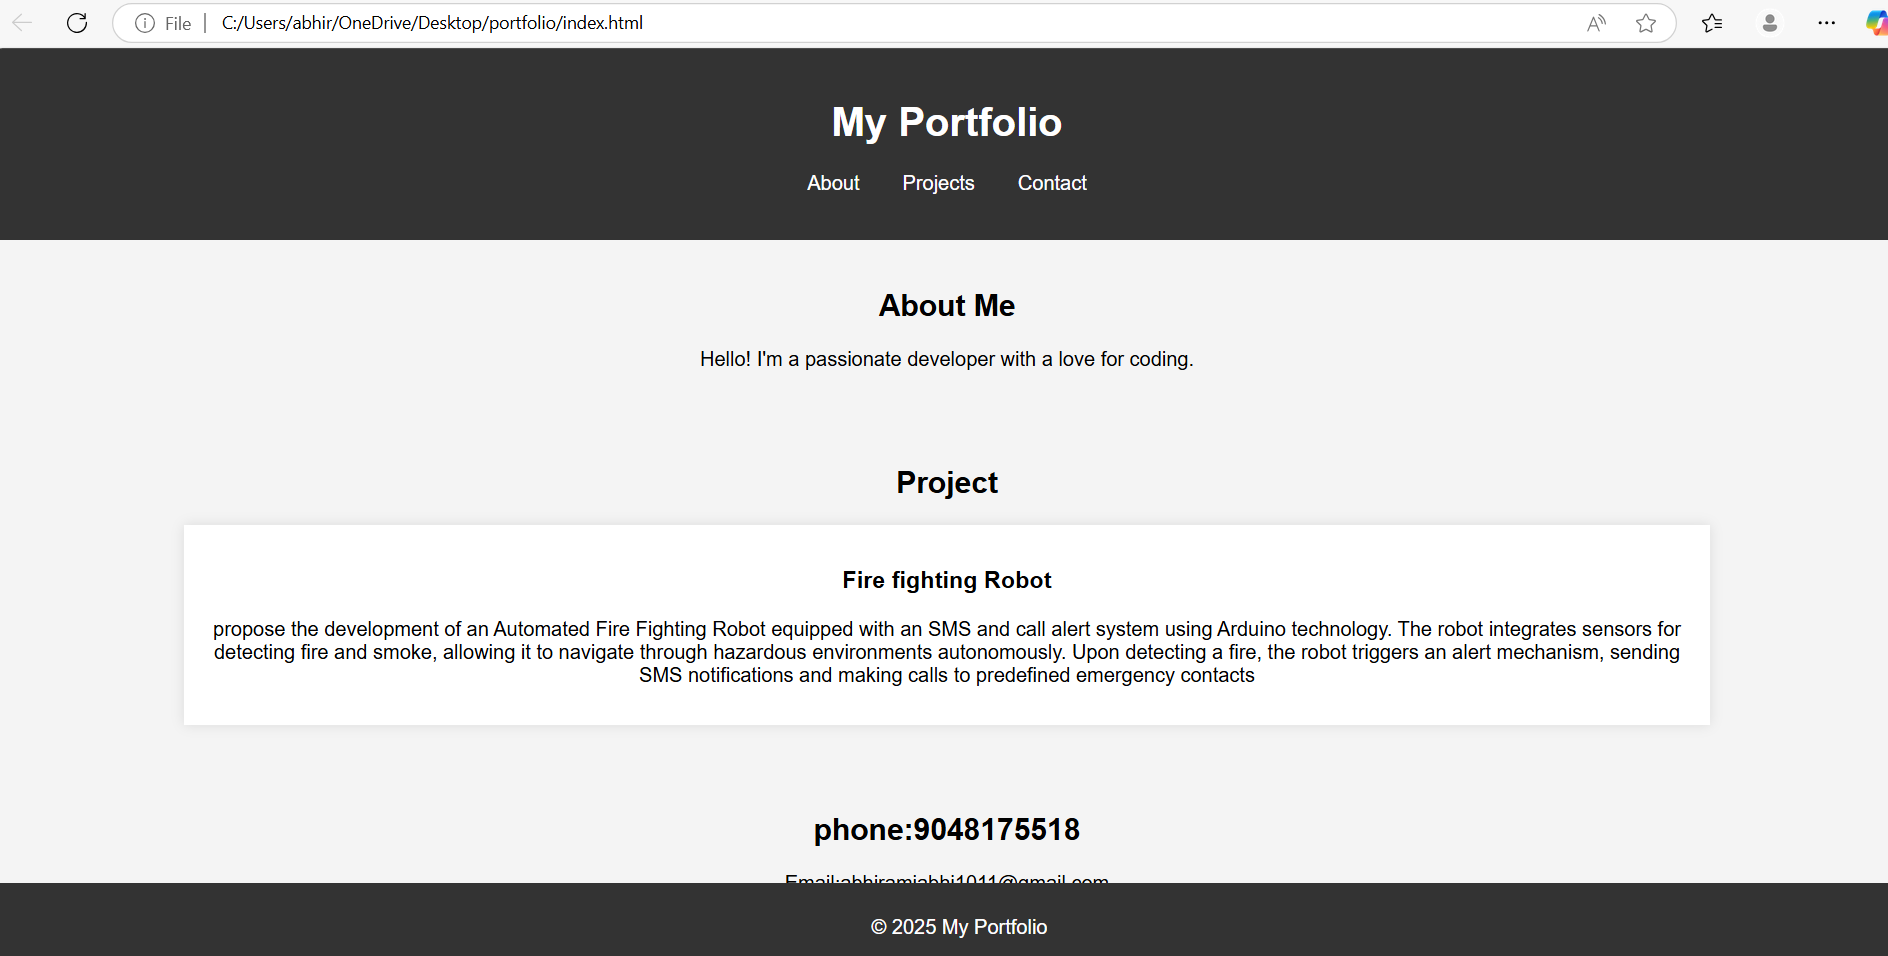 File
C:/Users/abhir/OneDrive/Desktop/portfolio/index.html
My Portfolio
About Projects Contact
About Me
Hello! I'm a passionate developer with a love for coding.
Project
Fire fighting Robot
propose the development of an Automated Fire Fighting Robot equipped with an SMS and call alert system using Arduino technology. The robot integrates sensors for
detecting fire and smoke, allowing it to navigate through hazardous environments autonomously. Upon detecting a fire, the robot triggers an alert mechanism, sending
SMS notifications and making calls to predefined emergency contacts
phone:9048175518
Email:abhiramiabhi1011@gmail.com
© 2025 My Portfolio